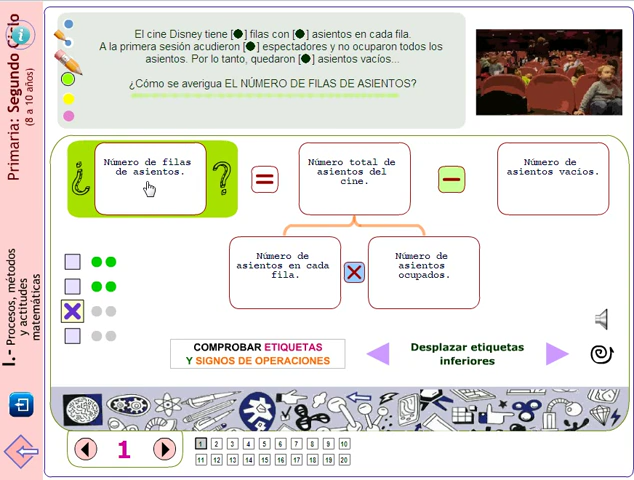 El cine Disney tiene [●] filas con [●] asientos en cada fila.
A la primera sesión acudieron [●] espectadores y no ocuparon todos los
asientos. Por lo tanto, quedaron [●] asientos vacíos...
¿Cómo se averigua EL NÚMERO DE FILAS DE ASIENTOS?
Primaria: Segundo Ciclo
(8 a 10 años)
¿
Número de filas
de asientos.
?
=
Número total de
asientos del
cine.
−
Número de
asientos vacíos.
Número de
asientos en cada
fila.
X
Número de
asientos
ocupados.
I.- Procesos, métodos
y actitudes
matemáticas
COMPROBAR ETIQUETAS
Y SIGNOS DE OPERACIONES
Desplazar etiquetas
inferiores
1
1 2 3 4 5 6 7 8 9 10
11 12 13 14 15 16 17 18 19 20